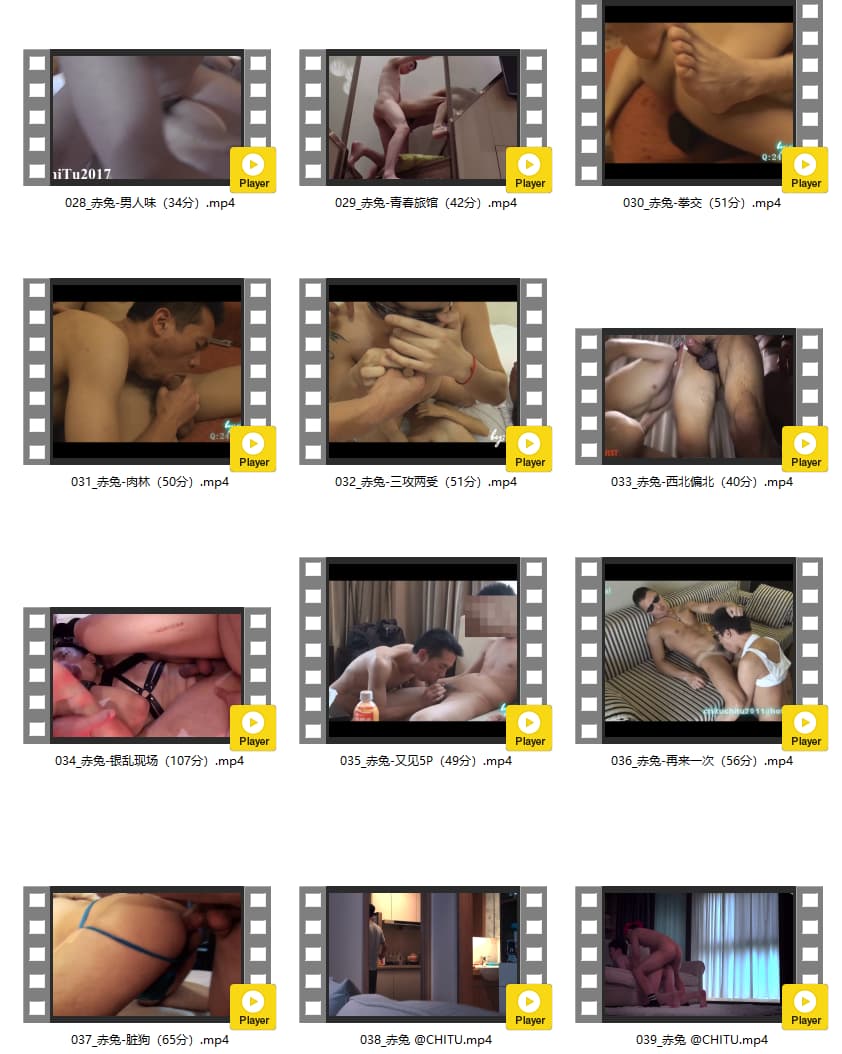 hiTu2017
Player
Player
Q:24
Player
028_赤兔-男人味（34分）.mp4
029_赤兔-青春旅馆（42分）.mp4
030_赤兔-拳交（51分）.mp4
Q:24
Player
Player
Player
031_赤兔-肉林（50分）.mp4
032_赤兔-三攻两受（51分）.mp4
033_赤兔-西北偏北（40分）.mp4
Player
Player
Player
034_赤兔-银乱现场（107分）.mp4
035_赤兔-又见5P（49分）.mp4
036_赤兔-再来一次（56分）.mp4
Player
Player
Player
037_赤兔-脏狗（65分）.mp4
038_赤兔 @CHITU.mp4
039_赤兔 @CHITU.mp4